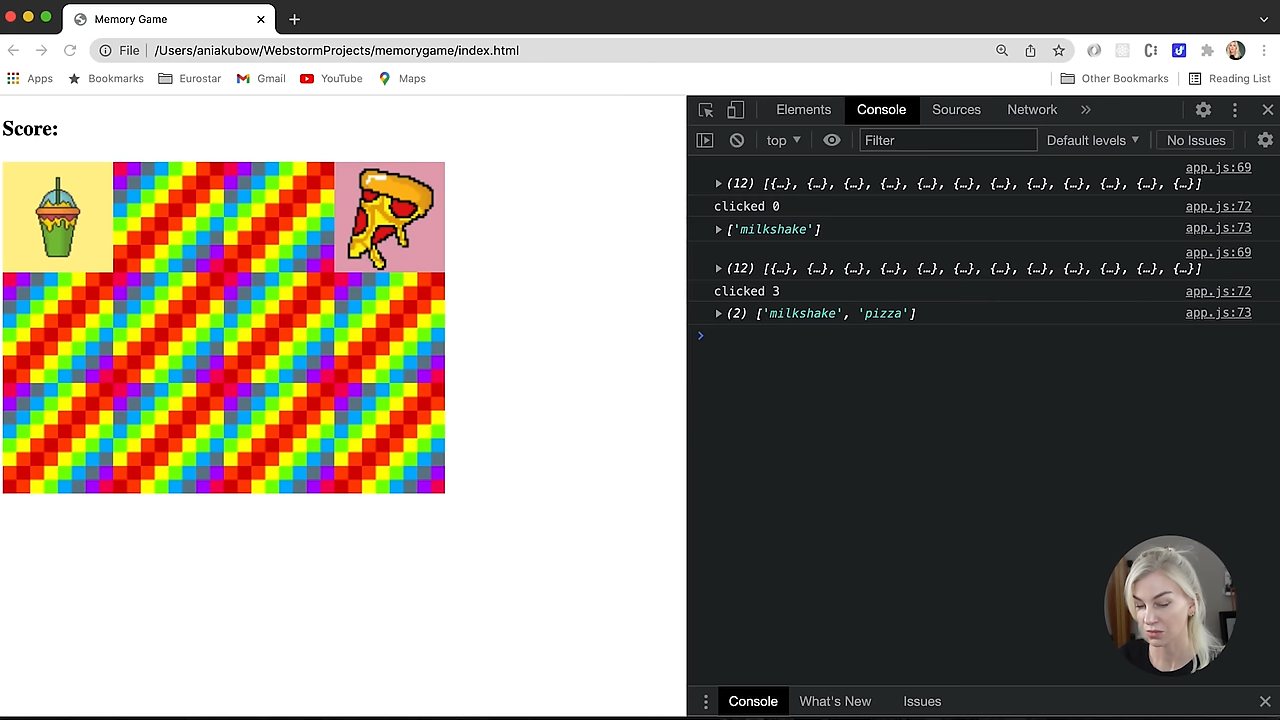 Memory Game
File /Users/aniakubow/WebstormProjects/memorygame/index.html
Apps Bookmarks Eurostar Gmail YouTube Maps Other Bookmarks Reading List
Score:
Elements Console Sources Network
top Filter Default levels No Issues
app.js:69
(12) [{…}, {…}, {…}, {…}, {…}, {…}, {…}, {…}, {…}, {…}, {…}, {…}]
clicked 0 app.js:72
['milkshake'] app.js:73
app.js:69
(12) [{…}, {…}, {…}, {…}, {…}, {…}, {…}, {…}, {…}, {…}, {…}, {…}]
clicked 3 app.js:72
(2) ['milkshake', 'pizza'] app.js:73
Console What's New Issues